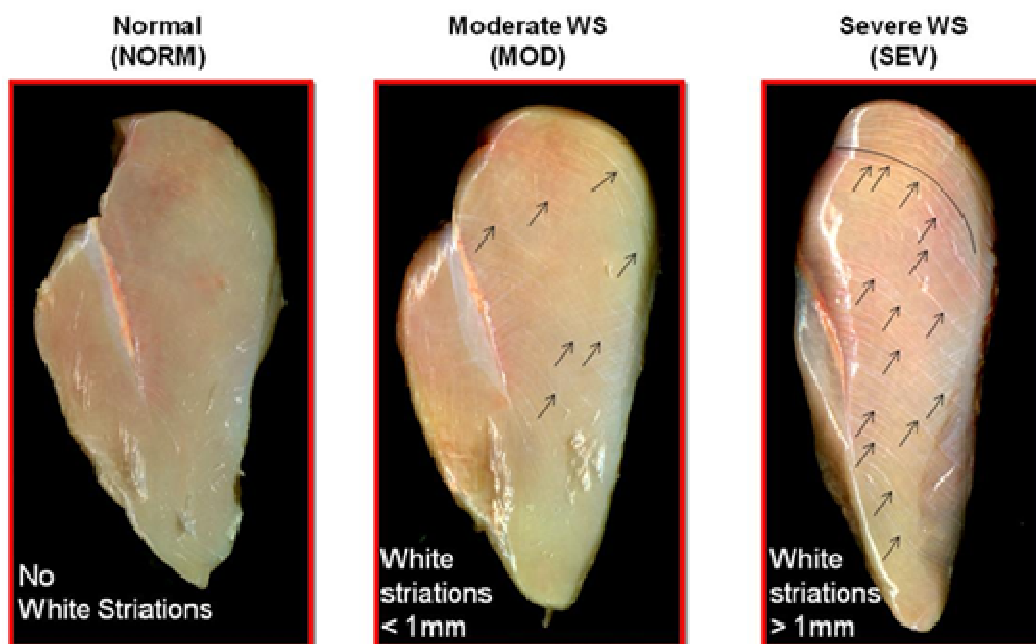 Normal
(NORM)
Moderate WS
(MOD)
Severe WS
(SEV)
No
White Striations
White
striations
< 1mm
White
striations
> 1mm